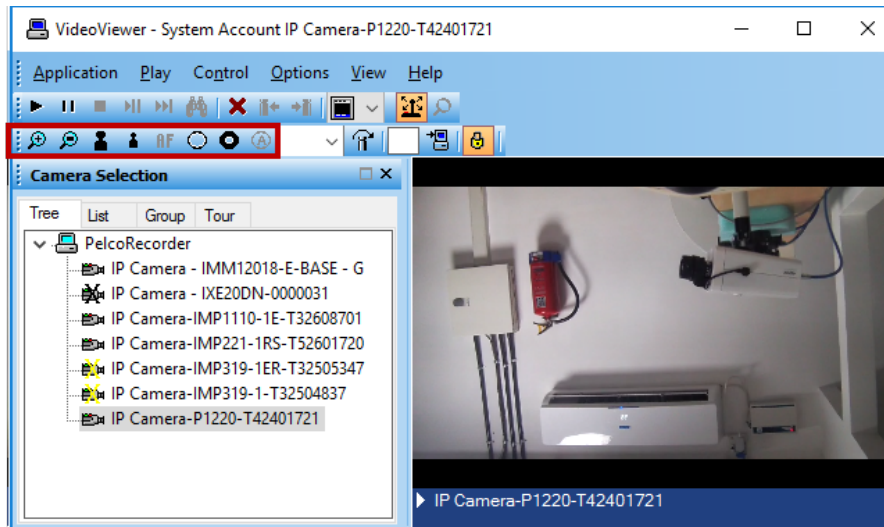 VideoViewer - System Account IP Camera-P1220-T42401721
Application Play Control Options View Help
AF A
Camera Selection
Tree List Group Tour
PelcoRecorder
IP Camera - IMM12018-E-BASE - G
IP Camera - IXE20DN-0000031
IP Camera-IMP1110-1E-T32608701
IP Camera-IMP221-1RS-T52601720
IP Camera-IMP319-1ER-T32505347
IP Camera-IMP319-1-T32504837
IP Camera-P1220-T42401721
IP Camera-P1220-T42401721